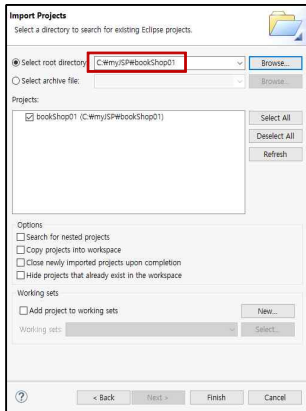 Import Projects
Select a directory to search for existing Eclipse projects.
Select root directory: C:₩myJSP₩bookShop01 Browse...
Select archive file: Browse...
Projects:
bookShop01 (C:₩myJSP₩bookShop01)
Select All
Deselect All
Refresh
Options
Search for nested projects
Copy projects into workspace
Close newly imported projects upon completion
Hide projects that already exist in the workspace
Working sets
Add project to working sets New...
Working sets: Select...
? < Back Next > Finish Cancel